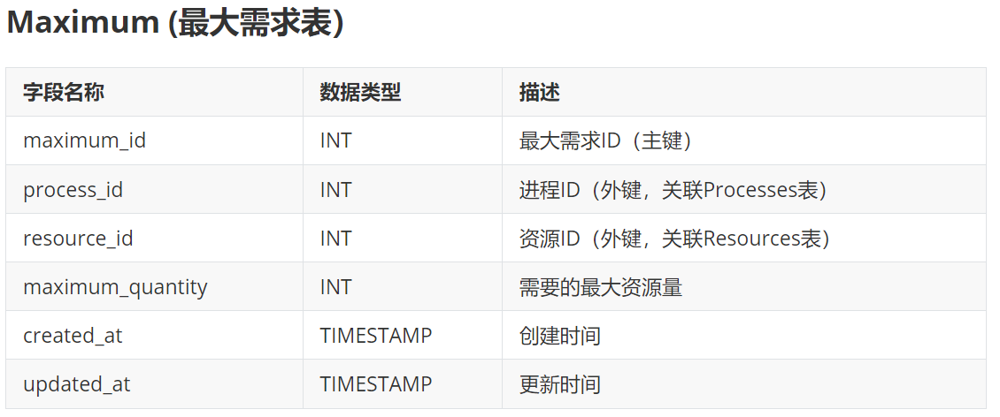 Maximum (最大需求表)
字段名称 数据类型 描述
maximum_id INT 最大需求ID（主键）
process_id INT 进程ID（外键，关联Processes表）
resource_id INT 资源ID（外键，关联Resources表）
maximum_quantity INT 需要的最大资源量
created_at TIMESTAMP 创建时间
updated_at TIMESTAMP 更新时间